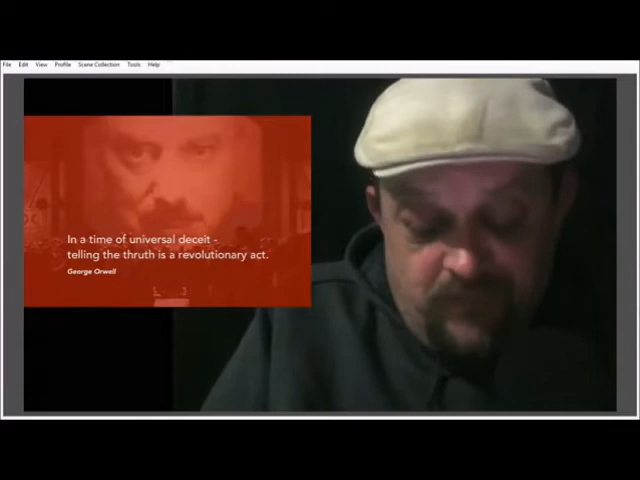 File Edit View Profile Scene Collection Tools Help
In a time of universal deceit -
telling the thruth is a revolutionary act.
George Orwell